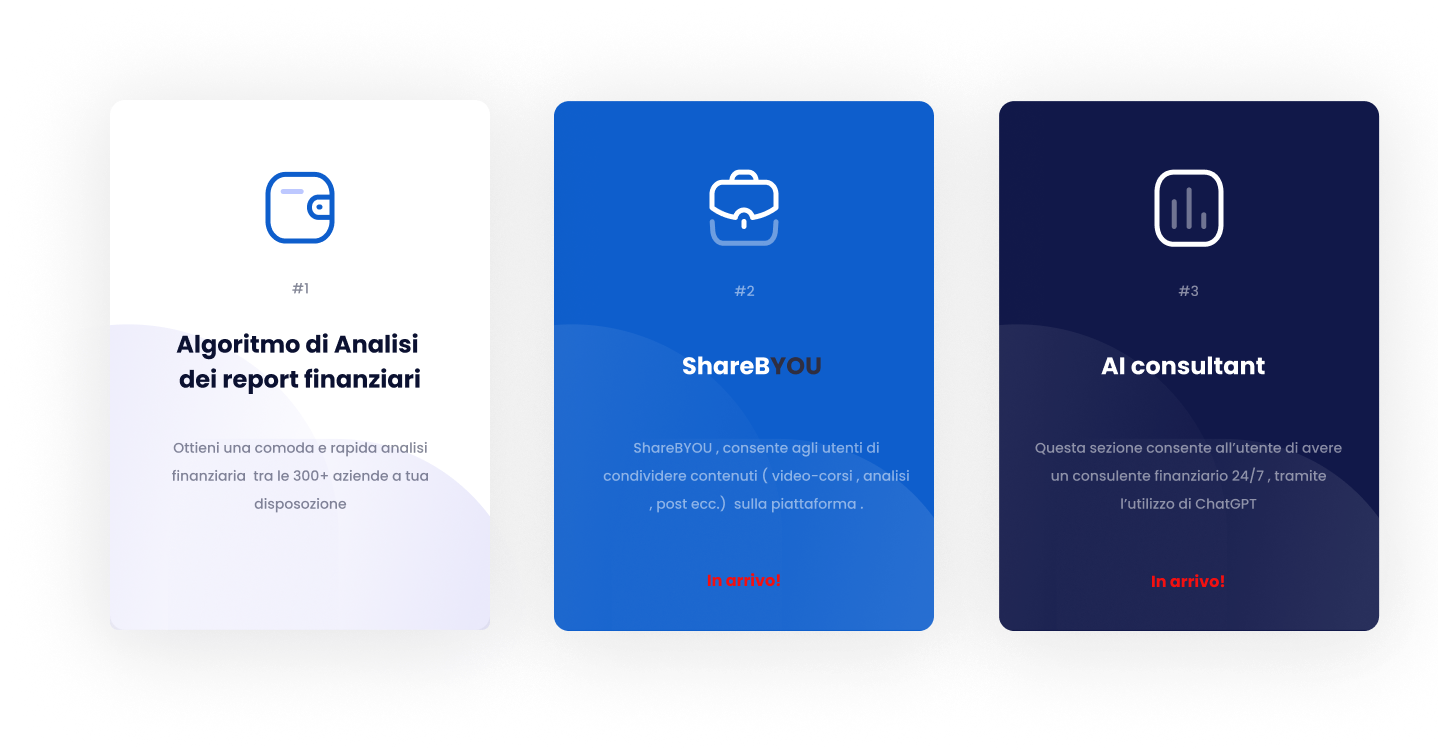 #1
Algoritmo di Analisi
dei report finanziari
Ottieni una comoda e rapida analisi
finanziaria  tra le 300+ aziende a tua
disposozione
#2
ShareBYOU
ShareBYOU , consente agli utenti di
condividere contenuti ( video-corsi , analisi
, post ecc.)  sulla piattaforma .
In arrivo!
#3
AI consultant
Questa sezione consente all’utente di avere
un consulente finanziario 24/7 , tramite
l’utilizzo di ChatGPT
In arrivo!